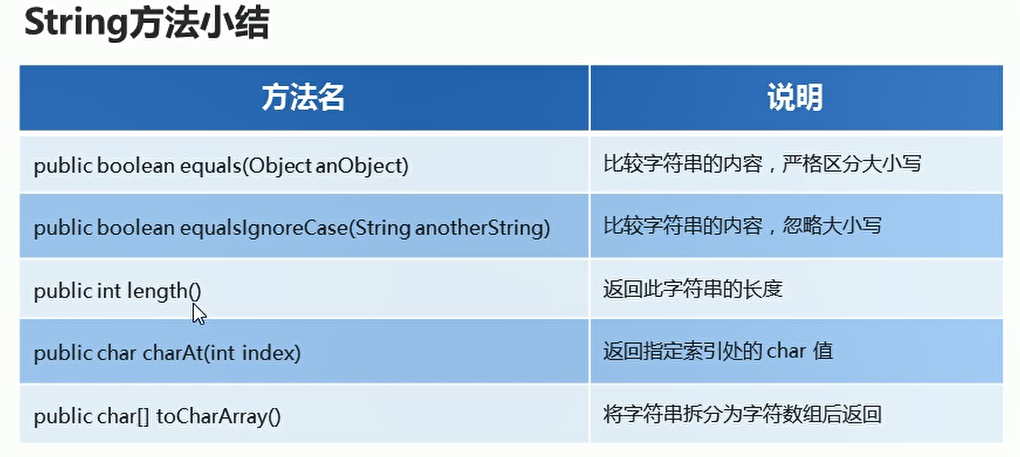 String方法小结
方法名 说明
public boolean equals(Object anObject) 比较字符串的内容，严格区分大小写
public boolean equalsIgnoreCase(String anotherString) 比较字符串的内容，忽略大小写
public int length() 返回此字符串的长度
public char charAt(int index) 返回指定索引处的 char 值
public char[] toCharArray() 将字符串拆分为字符数组后返回